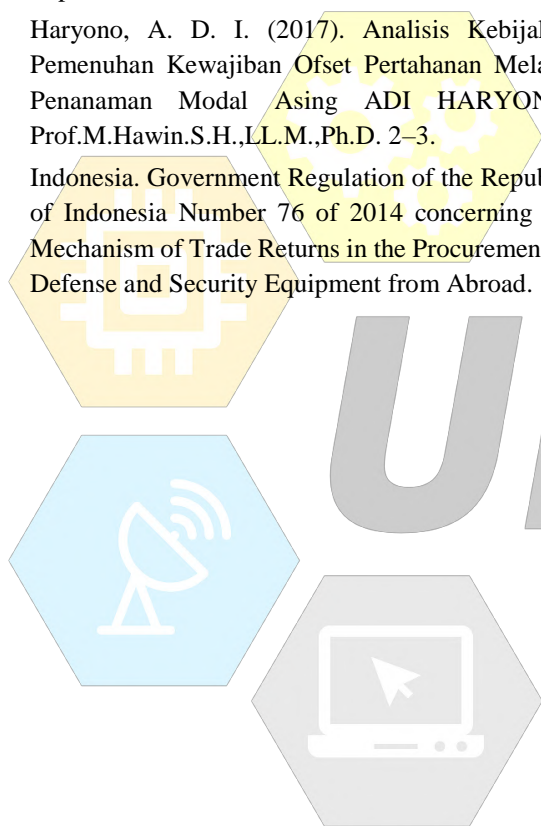 Haryono, A. D. I. (2017). Analisis Kebijal
Pemenuhan Kewajiban Ofset Pertahanan Mela
Penanaman Modal Asing ADI HARYON
Prof.M.Hawin.S.H.,LL.M.,Ph.D. 2–3.
Indonesia. Government Regulation of the Repub
of Indonesia Number 76 of 2014 concerning
Mechanism of Trade Returns in the Procuremen
Defense and Security Equipment from Abroad.
U